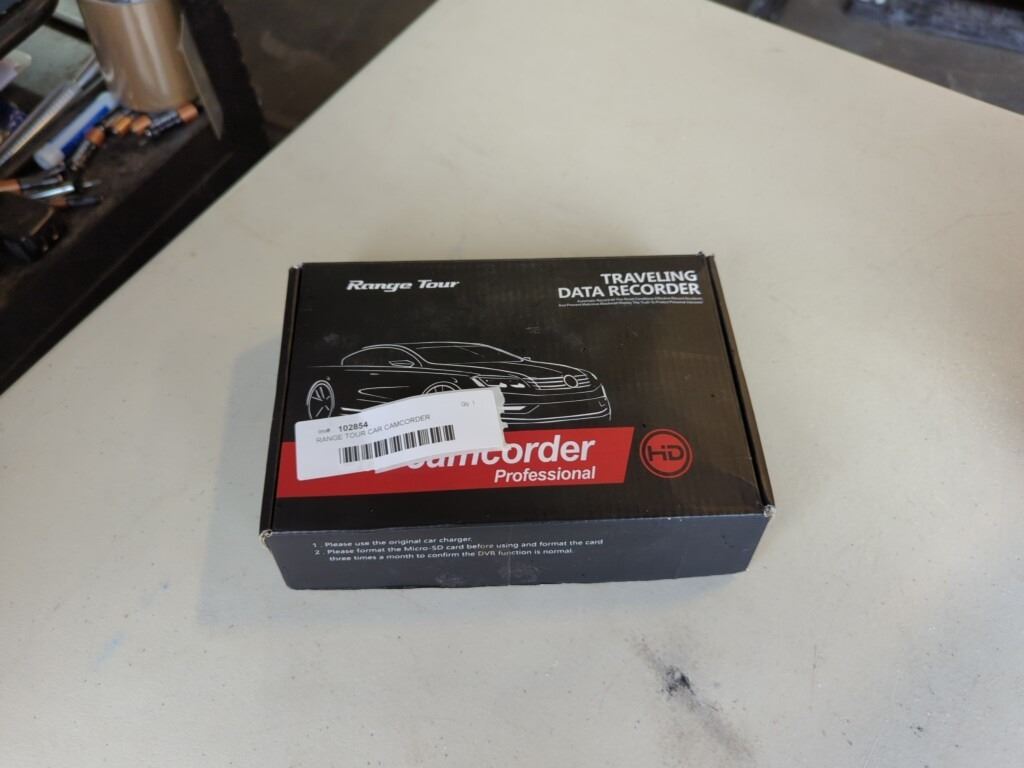 Range Tour
TRAVELING
DATA RECORDER
Inv#: 102854
Qty: 1
RANGE TOUR CAR CAMCORDER
camcorder
Professional
HD
1 . Please use the original car charger.
2 . Please format the Micro-SD card before using and format the card
three times a month to confirm the DVR function is normal.